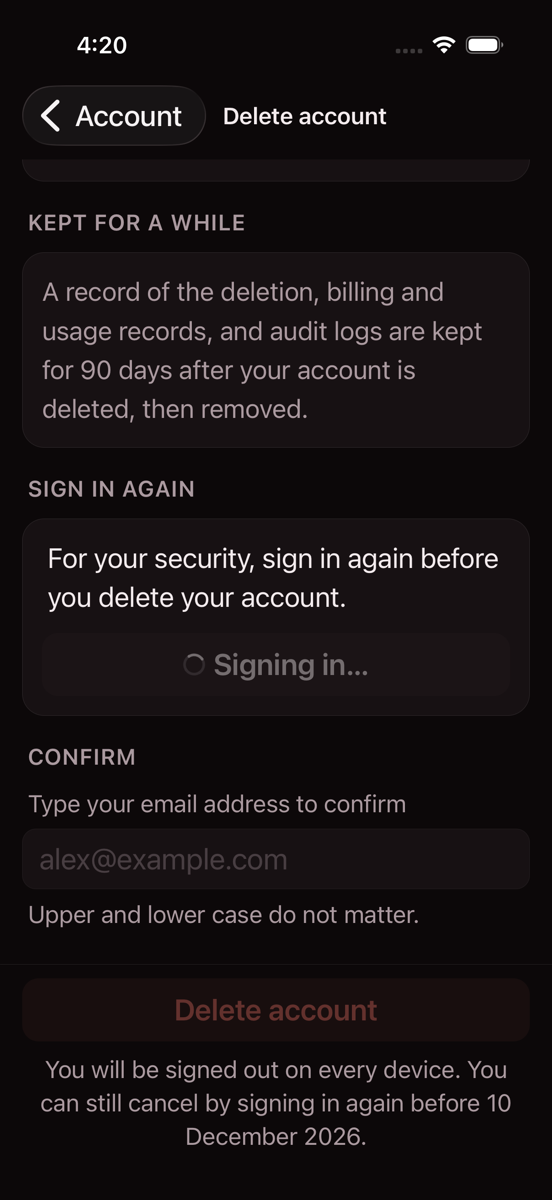 4:20
Account
Delete account
KEPT FOR A WHILE
A record of the deletion, billing and
usage records, and audit logs are kept
for 90 days after your account is
deleted, then removed.
SIGN IN AGAIN
For your security, sign in again before
you delete your account.
Signing in...
CONFIRM
Type your email address to confirm
alex@example.com
Upper and lower case do not matter.
Delete account
You will be signed out on every device. You
can still cancel by signing in again before 10
December 2026.